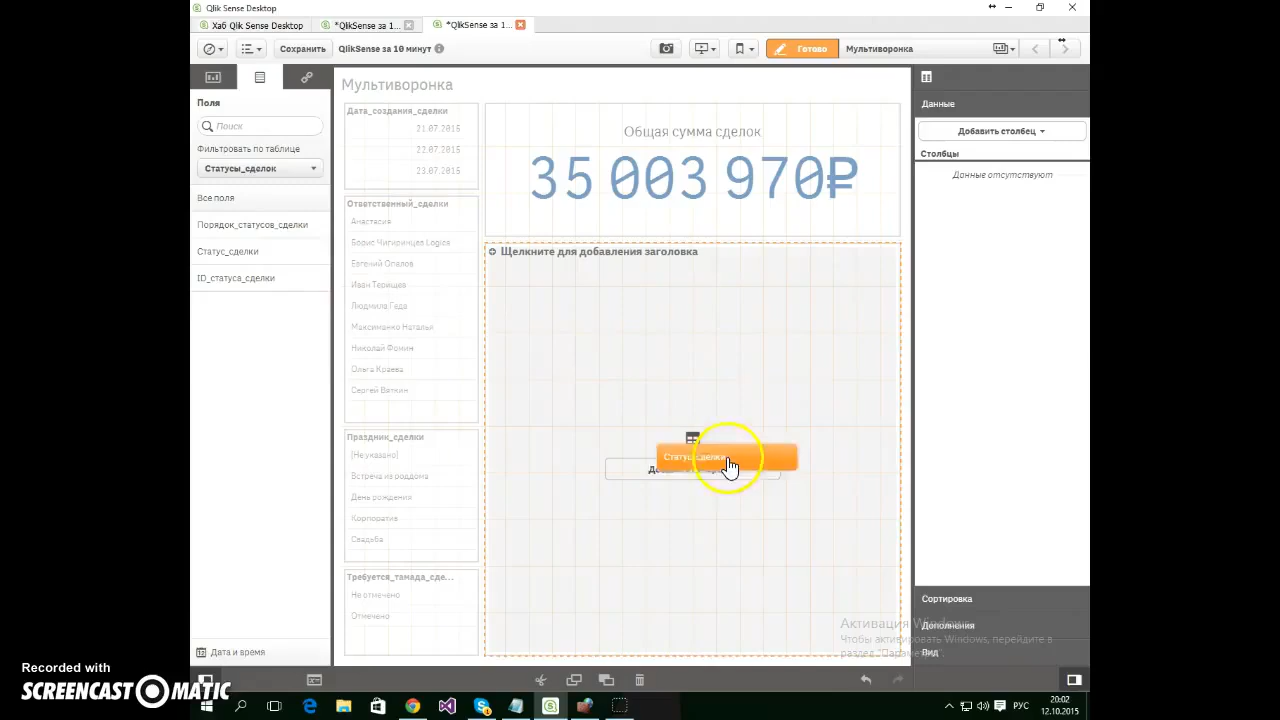 Qlik Sense Desktop
Хаб Qlik Sense Desktop
*QlikSense за 1...
*QlikSense за 1...
Сохранить
QlikSense за 10 минут
Готово
Мультиворонка
Поля
Поиск
Фильтровать по таблице
Статусы_сделок
Все поля
Порядок_статусов_сделки
Статус_сделки
ID_статуса_сделки
Дата и время
Мультиворонка
Дата_создания_сделки
21.07.2015
22.07.2015
23.07.2015
Ответственный_сделки
Анастасия
Борис Чигиринцев Logics
Евгений Опалов
Иван Терищев
Людмила Геда
Максиманко Наталья
Николай Фомин
Ольга Краева
Сергей Вяткин
Праздник_сделки
[Не указано]
Встреча из роддома
День рождения
Корпоратив
Свадьба
Требуется_тамада_сде...
Не отмечено
Отмечено
Общая сумма сделок
35 003 970₽
Щелкните для добавления заголовка
Статус_сделки
Данные
Добавить столбец
Столбцы
Данные отсутствуют
Сортировка
Дополнения
Вид
Активация Windows
Чтобы активировать Windows, перейдите в
раздел "Параметры".
Recorded with
SCREENCAST MATIC
РУС
20:02
12.10.2015